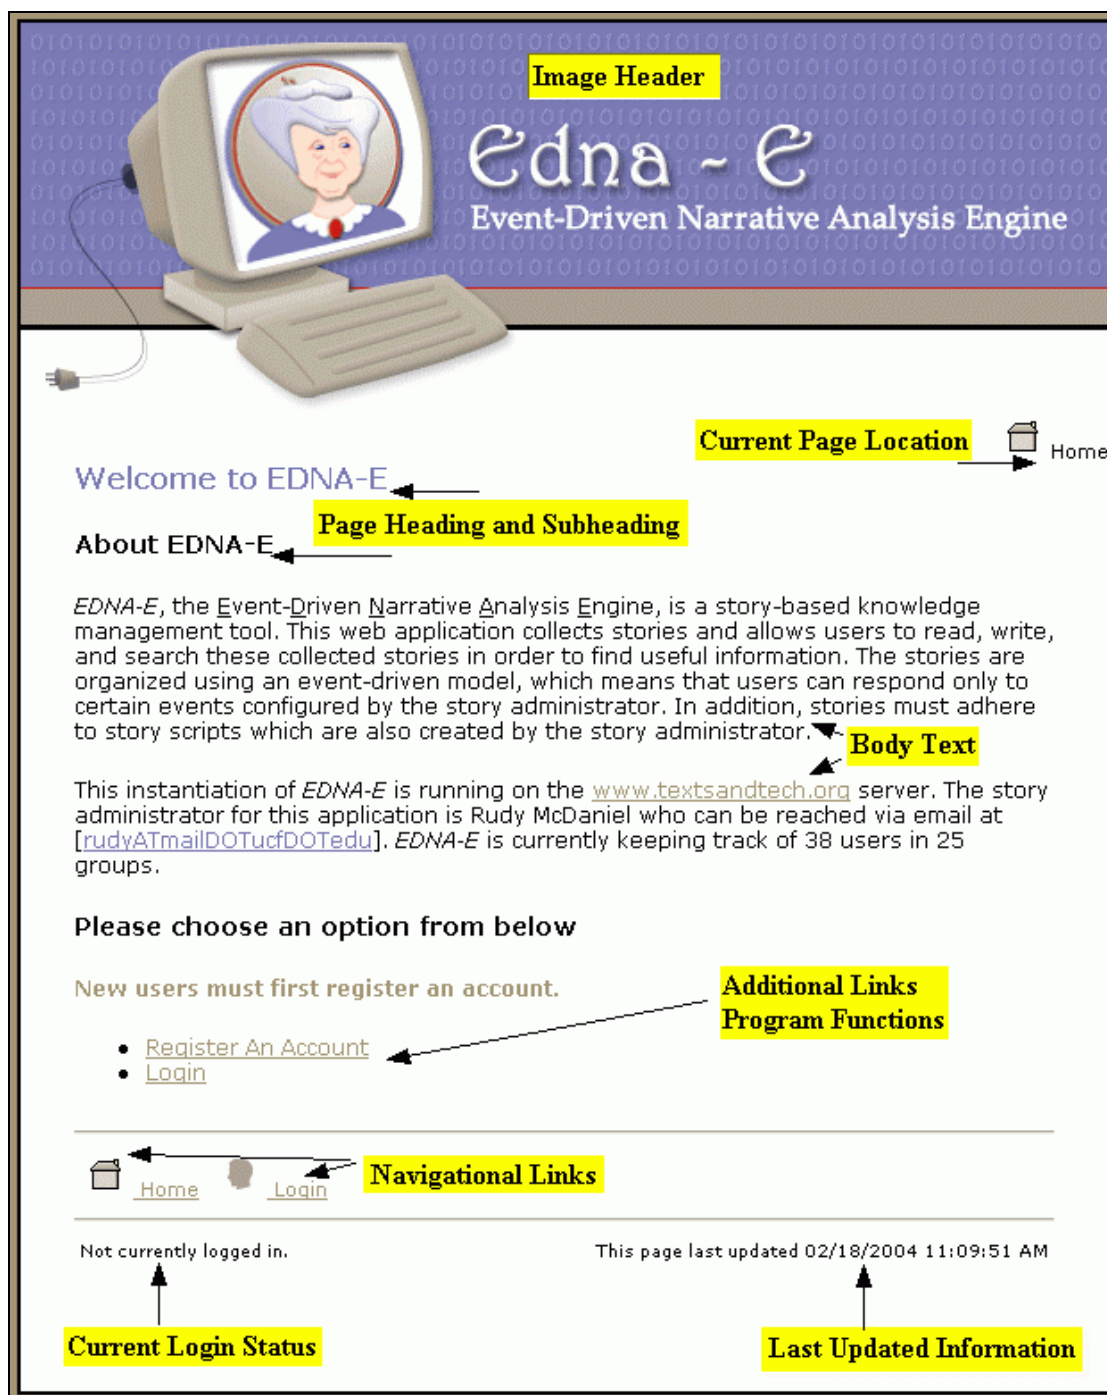 Image Header
Edna - E
Event-Driven Narrative Analysis Engine
Current Page Location
Home
Welcome to EDNA-E
Page Heading and Subheading
About EDNA-E
EDNA-E, the Event-Driven Narrative Analysis Engine, is a story-based knowledge
management tool. This web application collects stories and allows users to read, write,
and search these collected stories in order to find useful information. The stories are
organized using an event-driven model, which means that users can respond only to
certain events configured by the story administrator. In addition, stories must adhere
to story scripts which are also created by the story administrator.
Body Text
This instantiation of EDNA-E is running on the www.textsandtech.org server. The story
administrator for this application is Rudy McDaniel who can be reached via email at
[rudyATmailDOTucfDOTedu]. EDNA-E is currently keeping track of 38 users in 25
groups.
Please choose an option from below
New users must first register an account.
Additional Links
Program Functions
• Register An Account
• Login
Home Login
Navigational Links
Not currently logged in. This page last updated 02/18/2004 11:09:51 AM
Current Login Status
Last Updated Information